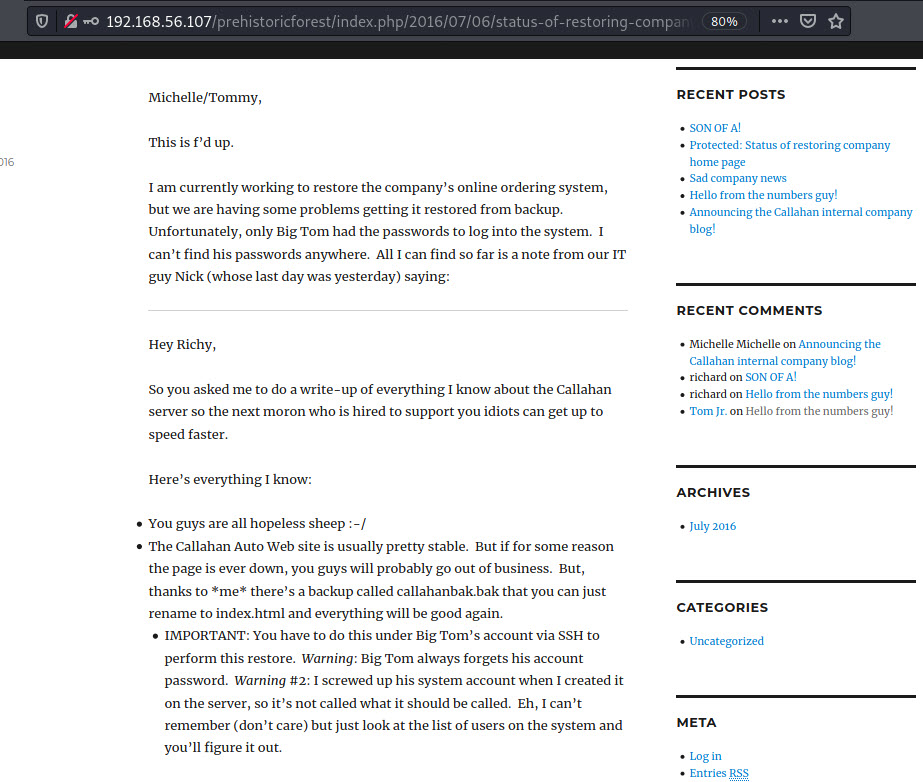 192.168.56.107/prehistoricforest/index.php/2016/07/06/status-of-restoring-compan
80%
016
Michelle/Tommy,
This is f’d up.
I am currently working to restore the company’s online ordering system,
but we are having some problems getting it restored from backup.
Unfortunately, only Big Tom had the passwords to log into the system.  I
can’t find his passwords anywhere.  All I can find so far is a note from our IT
guy Nick (whose last day was yesterday) saying:
Hey Richy,
So you asked me to do a write-up of everything I know about the Callahan
server so the next moron who is hired to support you idiots can get up to
speed faster.
Here’s everything I know:
You guys are all hopeless sheep :-/
The Callahan Auto Web site is usually pretty stable.  But if for some reason
the page is ever down, you guys will probably go out of business.  But,
thanks to *me* there’s a backup called callahanbak.bak that you can just
rename to index.html and everything will be good again.
IMPORTANT: You have to do this under Big Tom’s account via SSH to
perform this restore.  Warning: Big Tom always forgets his account
password.  Warning #2: I screwed up his system account when I created it
on the server, so it’s not called what it should be called.  Eh, I can’t
remember (don’t care) but just look at the list of users on the system and
you’ll figure it out.
RECENT POSTS
SON OF A!
Protected: Status of restoring company
home page
Sad company news
Hello from the numbers guy!
Announcing the Callahan internal company
blog!
RECENT COMMENTS
Michelle Michelle on Announcing the
Callahan internal company blog!
richard on SON OF A!
richard on Hello from the numbers guy!
Tom Jr. on Hello from the numbers guy!
ARCHIVES
July 2016
CATEGORIES
Uncategorized
META
Log in
Entries RSS